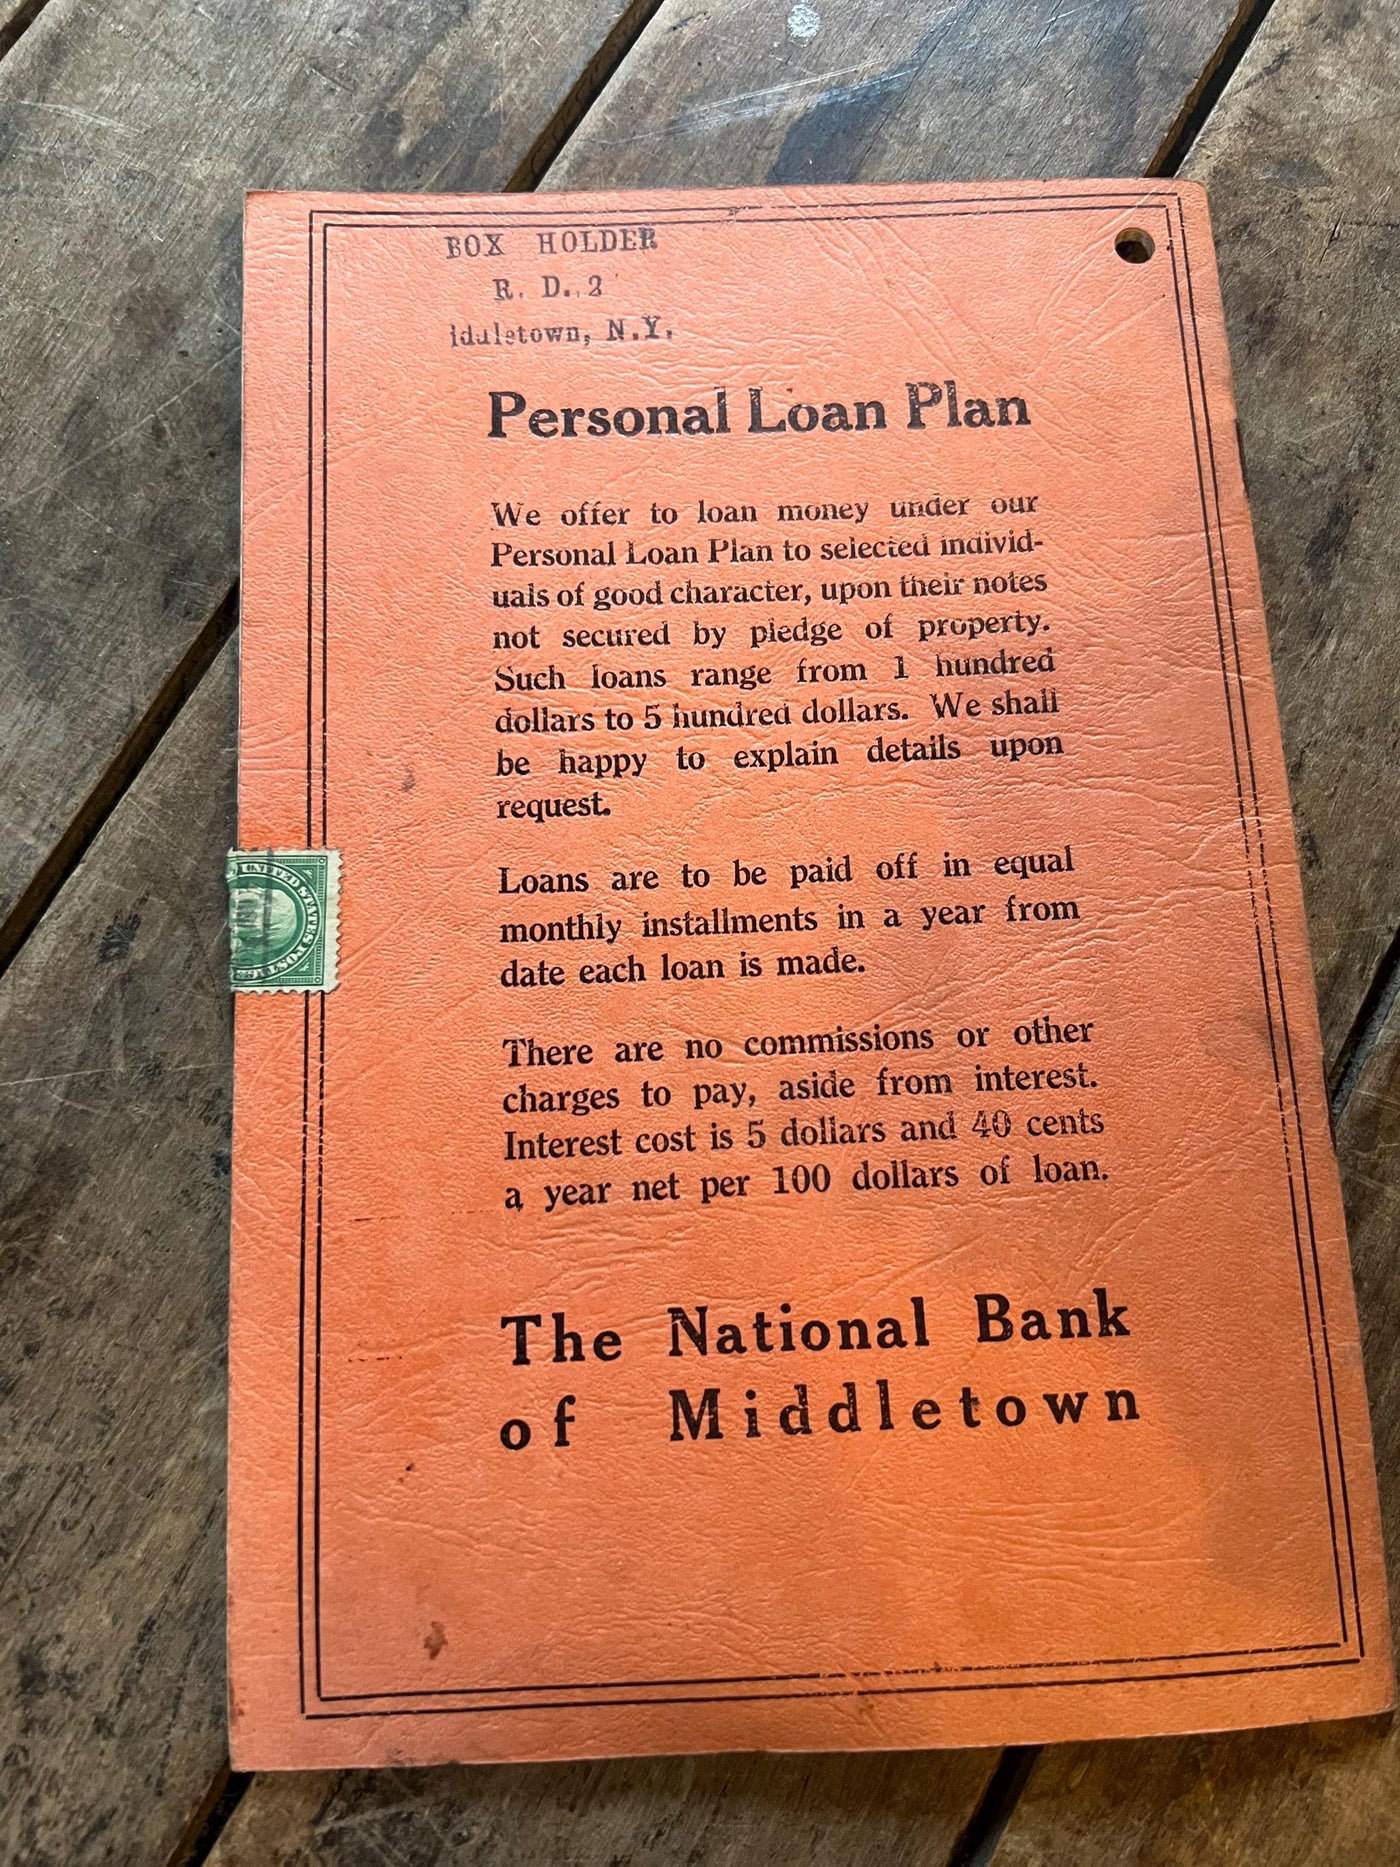 BOX HOLDER
R. D. 2
iddletown, N.Y.
Personal Loan Plan
We offer to loan money under our
Personal Loan Plan to selected individ-
uals of good character, upon their notes
not secured by pledge of property.
Such loans range from 1 hundred
dollars to 5 hundred dollars. We shall
be happy to explain details upon
request.
Loans are to be paid off in equal
monthly installments in a year from
date each loan is made.
There are no commissions or other
charges to pay, aside from interest.
Interest cost is 5 dollars and 40 cents
a year net per 100 dollars of loan.
The National Bank
of Middletown
UNITED STATES POSTAGE